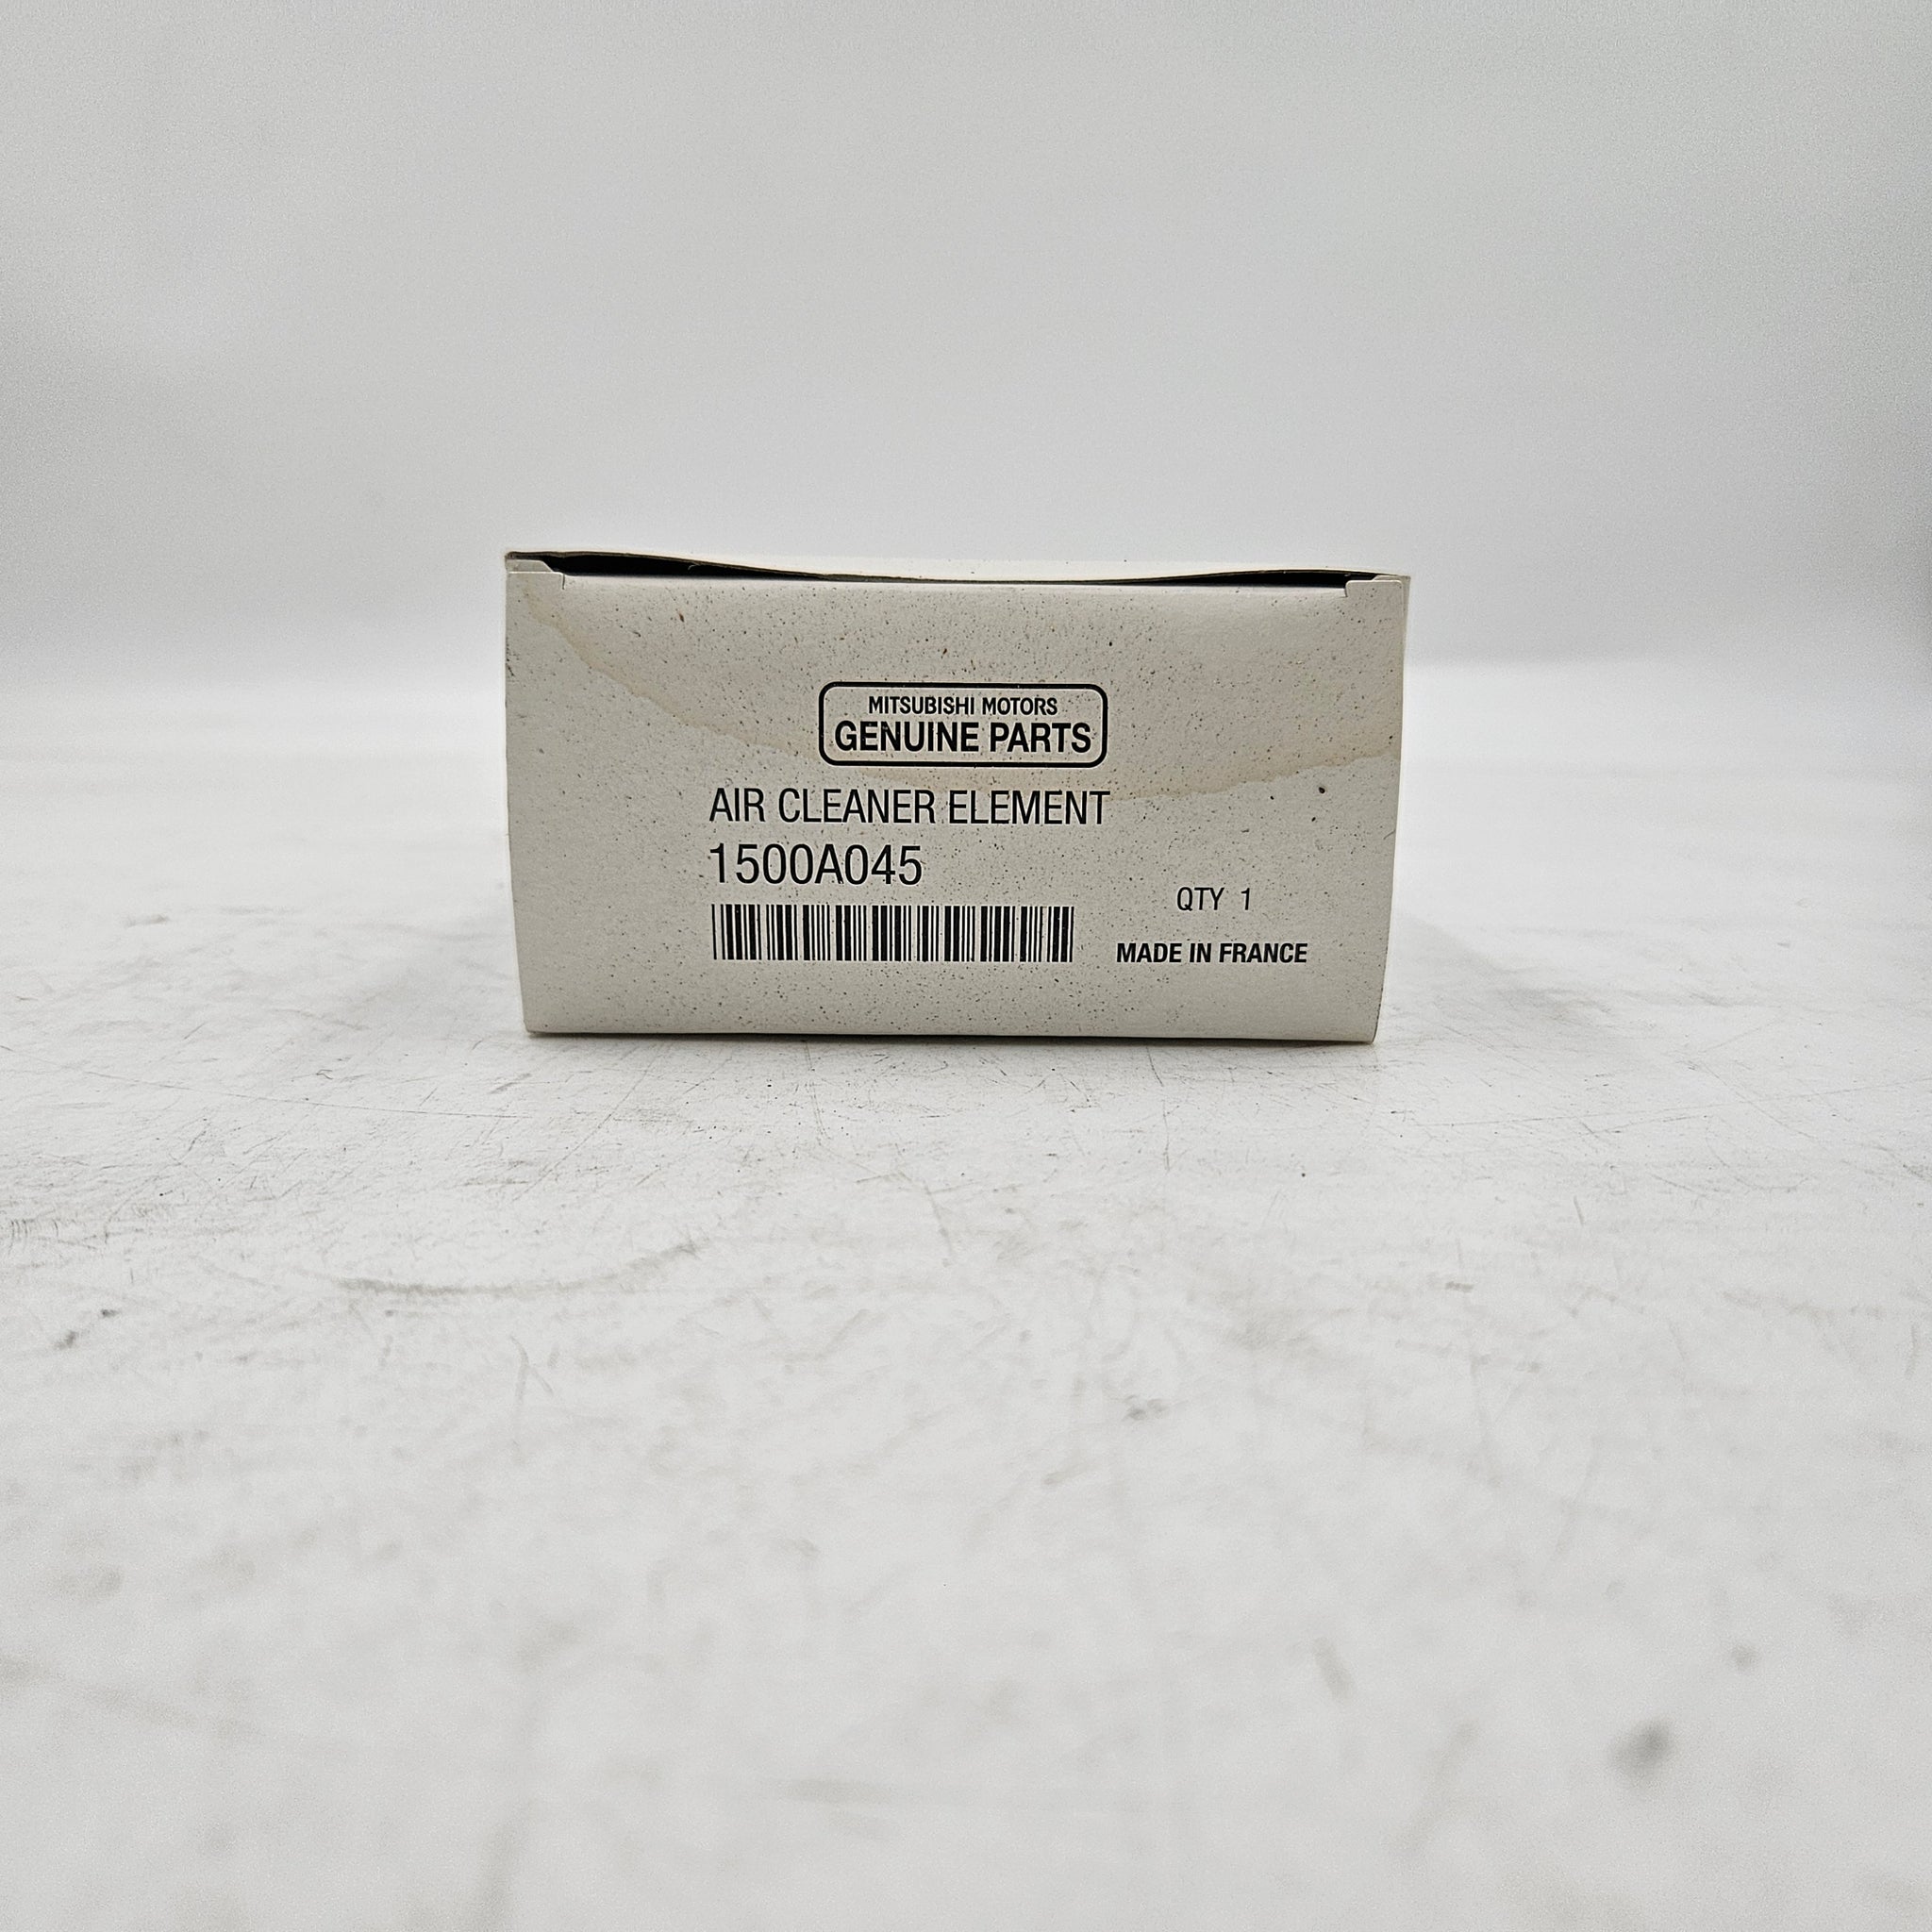 MITSUBISHI MOTORS
GENUINE PARTS
AIR CLEANER ELEMENT
1500A045
QTY 1
MADE IN FRANCE